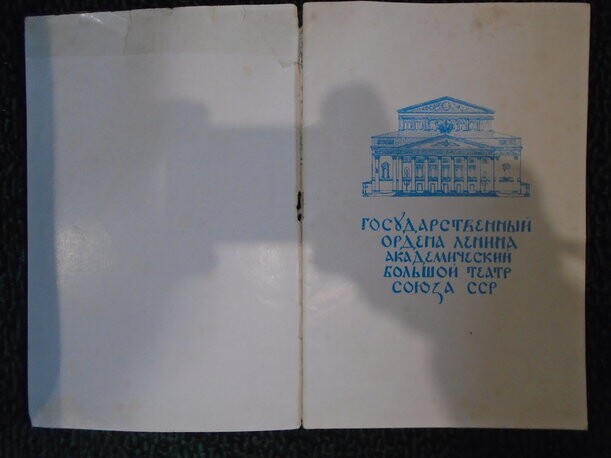 ГОСУДАРСТВЕННЫЙ
ОРДЕНА ЛЕНИНА
АКАДЕМИЧЕСКИЙ
БОЛЬШОЙ ТЕАТР
СОЮЗА ССР